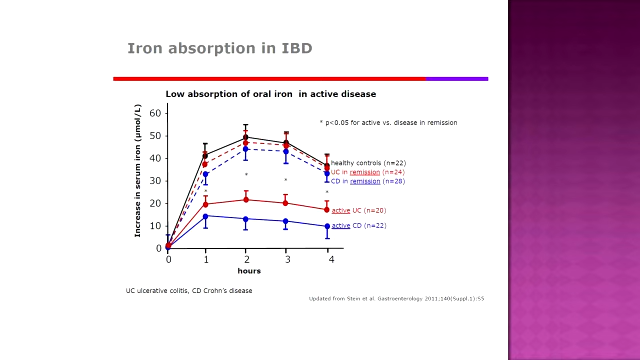 Iron absorption in IBD
Low absorption of oral iron in active disease
* p<0.05 for active vs. disease in remission
Increase in serum iron (µmol/L)
60
50
40
30
20
10
0
healthy controls (n=22)
UC in remission (n=24)
CD in remission (n=28)
active UC (n=20)
active CD (n=22)
* * * *
0 1 2 3 4
hours
UC ulcerative colitis, CD Crohn's disease
Updated from Stein et al. Gastroenterology 2011;140(Suppl.1):S5